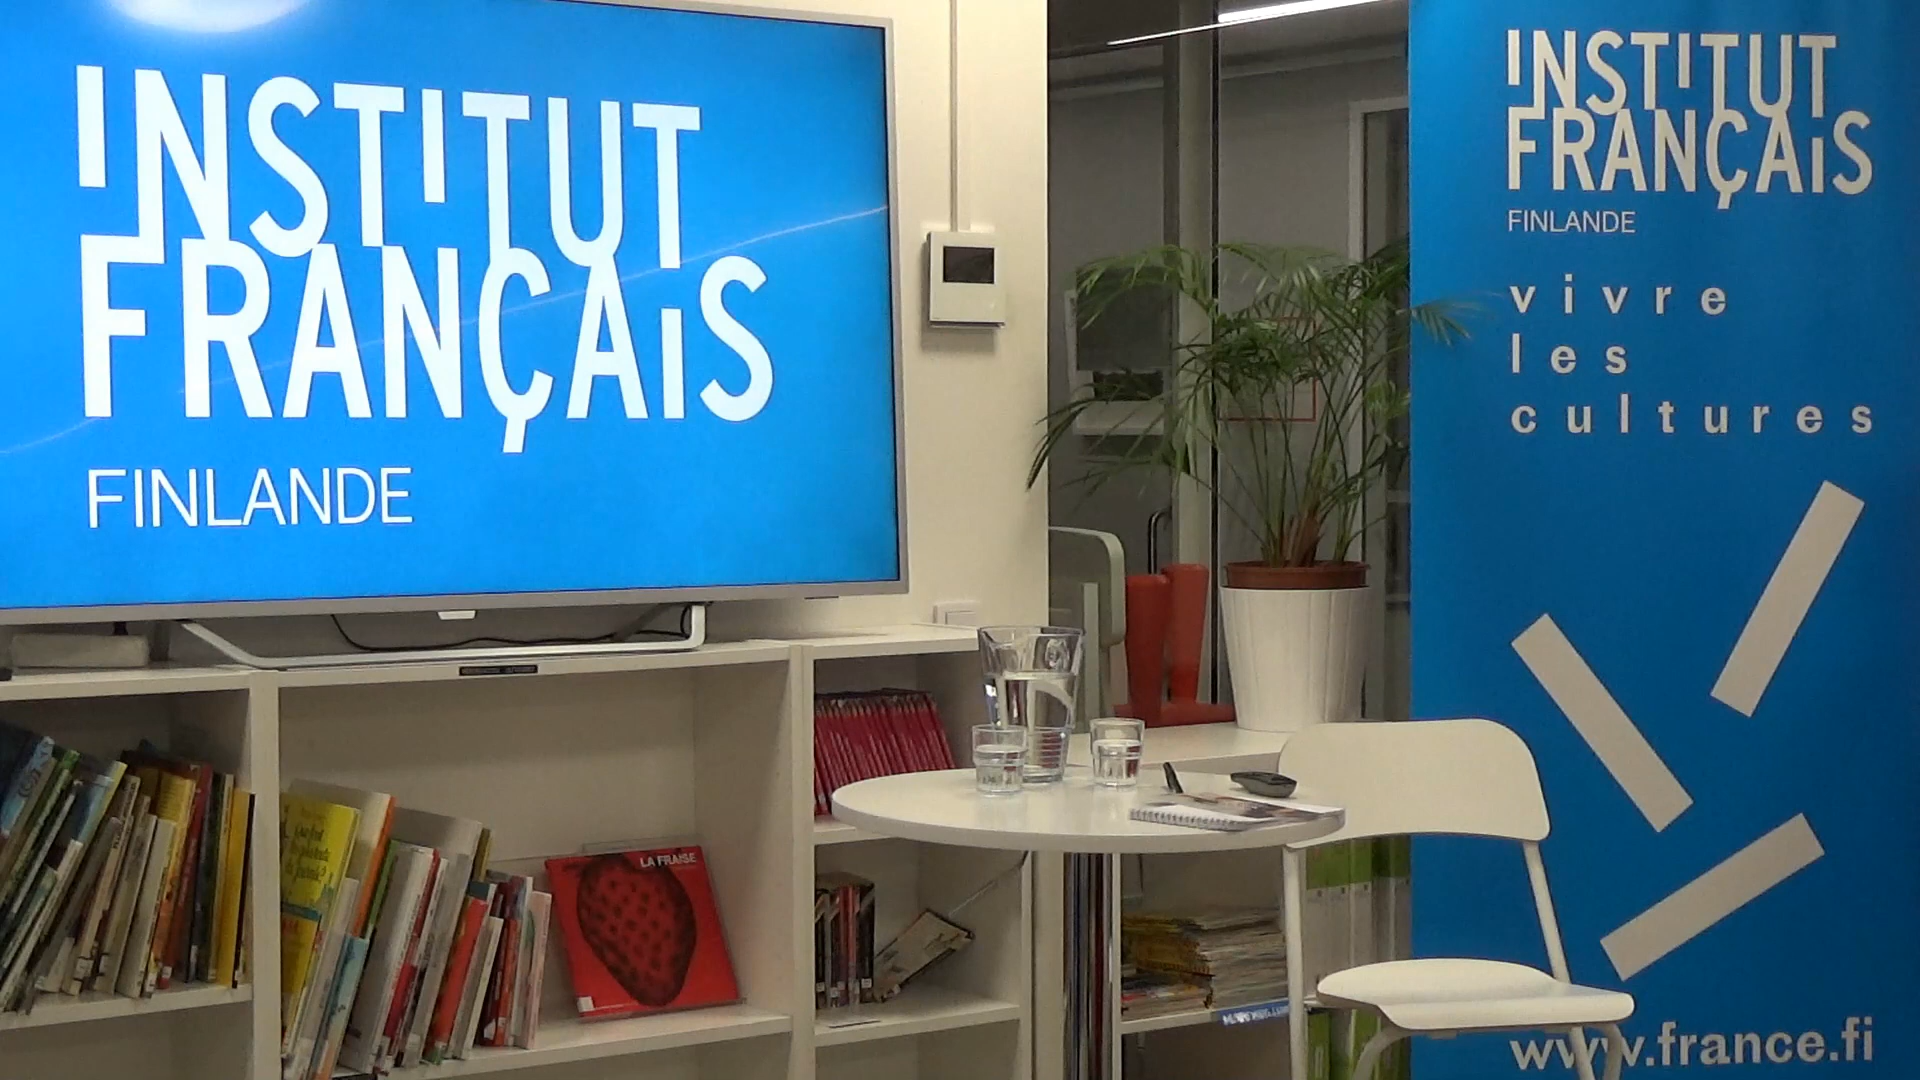 INSTITUT
FRANÇAIS
FINLANDE
INSTITUT
FRANÇAIS
FINLANDE
vivre
les
cultures
www.france.fi
LA FRAISE